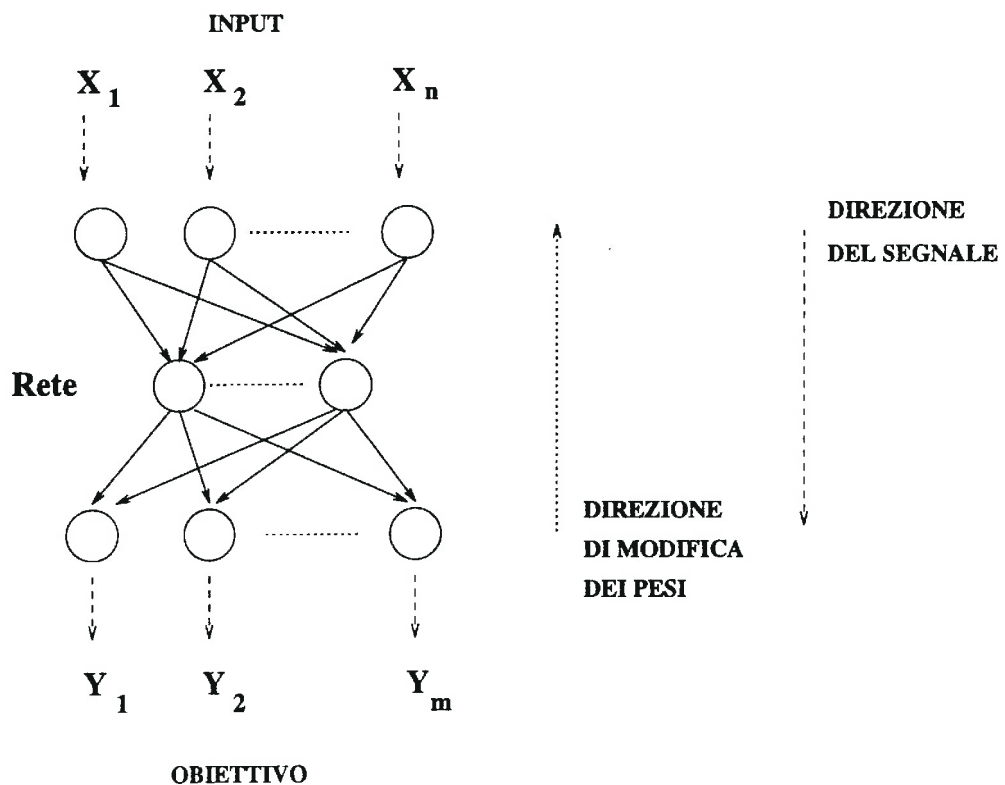 INPUT
X 1 X 2 X n
DIREZIONE
DEL SEGNALE
Rete
DIREZIONE
DI MODIFICA
DEI PESI
Y 1 Y 2 Y m
OBIETTIVO